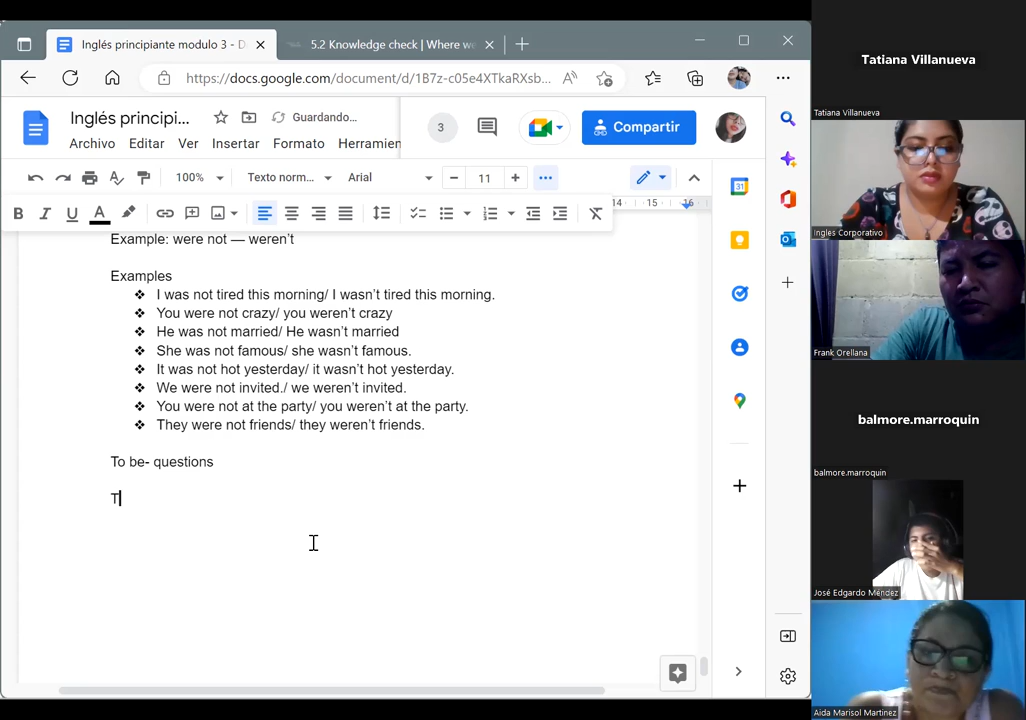 Inglés principiante modulo 3 - D
5.2 Knowledge check | Where we
https://docs.google.com/document/d/1B7z-c05e4XTkaRXsb...
Inglés principi...
Guardando...
3
Compartir
Archivo Editar Ver Insertar Formato Herramien
100% Texto norm... Arial 11
B I U A
14 15 16
Example: were not — weren't
Examples
❖ I was not tired this morning/ I wasn't tired this morning.
❖ You were not crazy/ you weren't crazy
❖ He was not married/ He wasn't married
❖ She was not famous/ she wasn't famous.
❖ It was not hot yesterday/ it wasn't hot yesterday.
❖ We were not invited./ we weren't invited.
❖ You were not at the party/ you weren't at the party.
❖ They were not friends/ they weren't friends.
To be- questions
T
31
Tatiana Villanueva
Tatiana Villanueva
Ingles Corporativo
Frank Orellana
balmore.marroquin
balmore.marroquin
José Edgardo Méndez
Aida Marisol Martinez